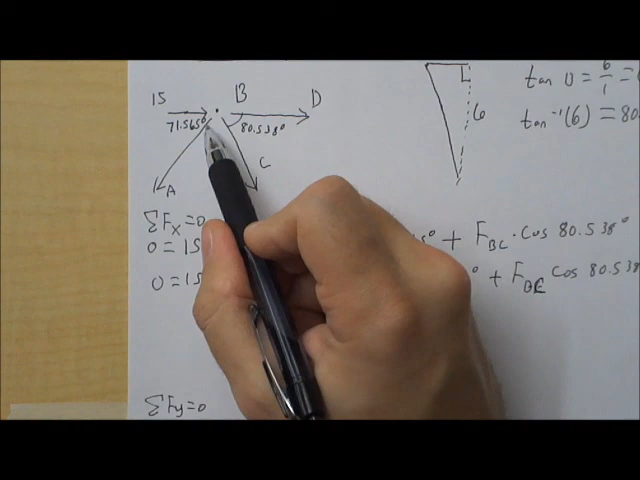 15 B D
71.565° 80.538°
A C
tan θ = 6/1 =
6
tan⁻¹(6) = 80
ΣFx = 0
0 = 15 5° + F_BC · cos 80.538°
0 = 15 ° + F_BC cos 80.538
ΣFy = 0